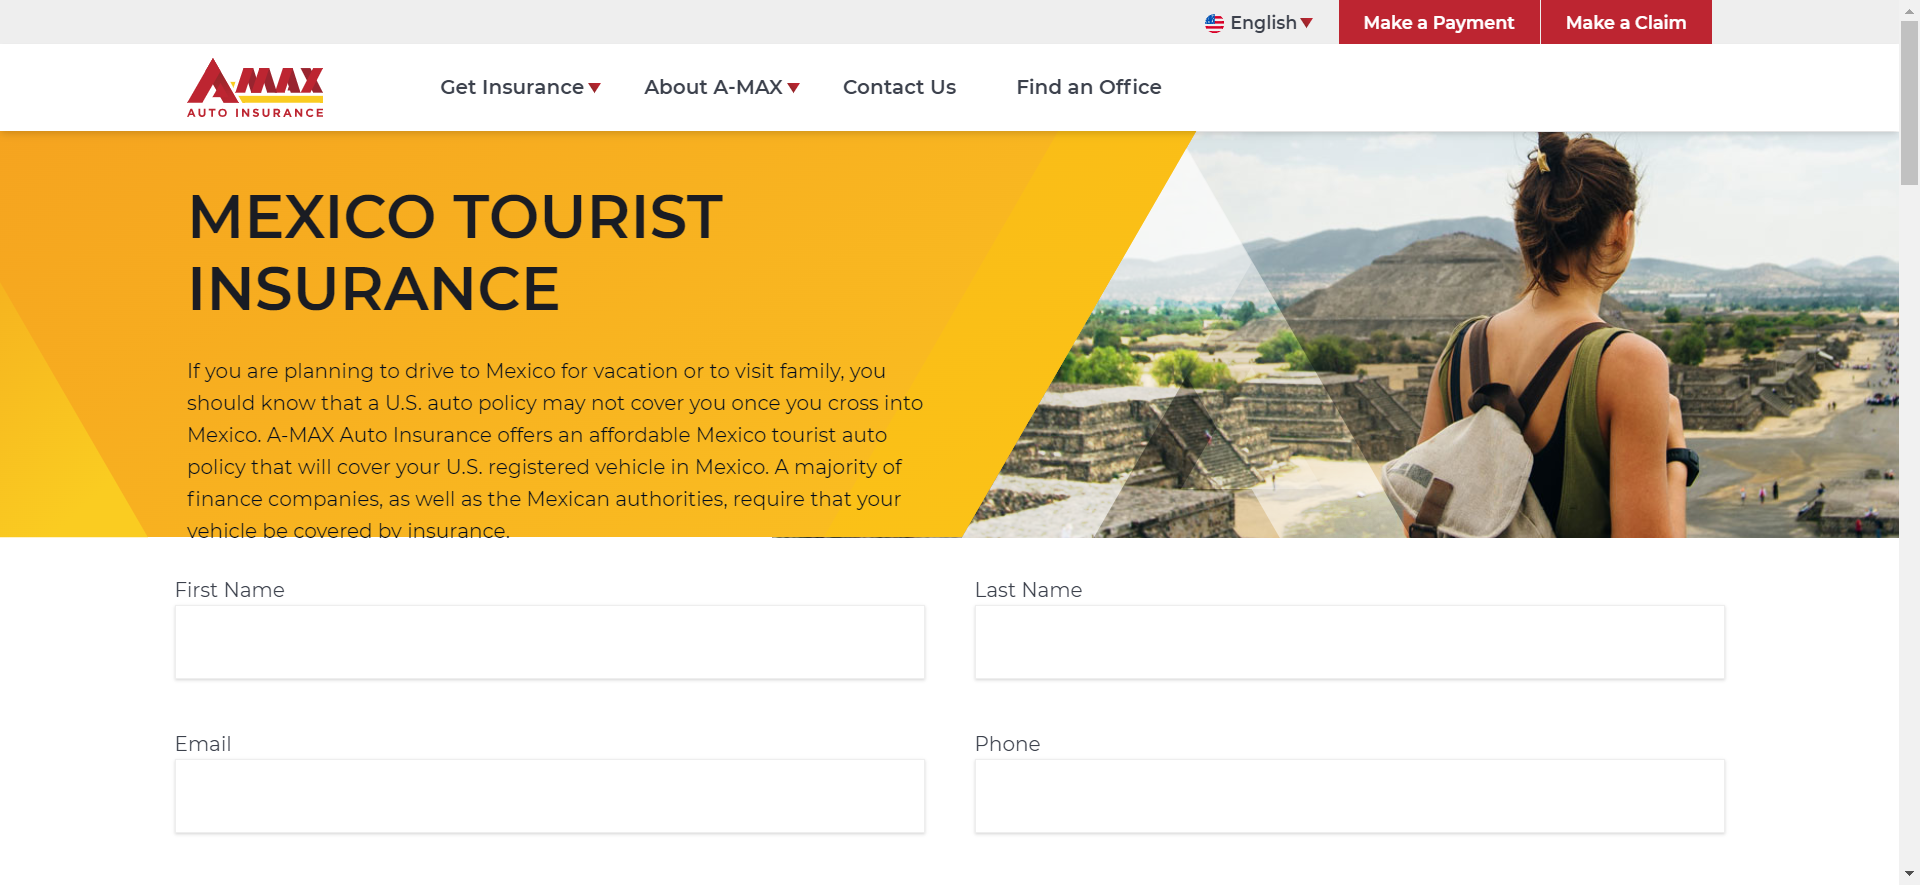 English
Make a Payment
Make a Claim
A-MAX
AUTO INSURANCE
Get Insurance
About A-MAX
Contact Us
Find an Office
MEXICO TOURIST
INSURANCE
If you are planning to drive to Mexico for vacation or to visit family, you
should know that a U.S. auto policy may not cover you once you cross into
Mexico. A-MAX Auto Insurance offers an affordable Mexico tourist auto
policy that will cover your U.S. registered vehicle in Mexico. A majority of
finance companies, as well as the Mexican authorities, require that your
vehicle be covered by insurance.
First Name
Last Name
Email
Phone